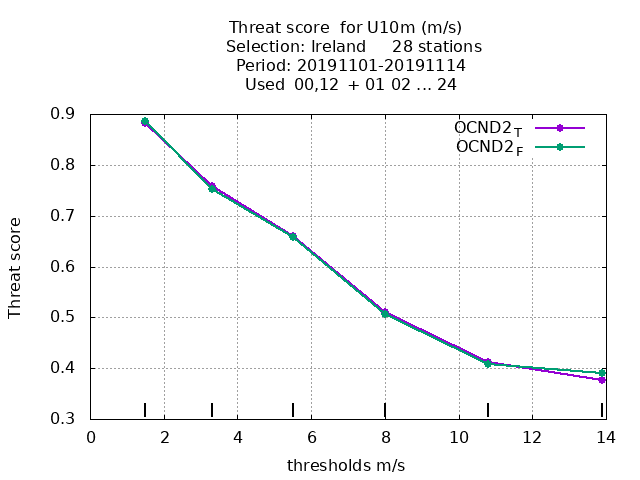 Threat score  for U10m (m/s)
Selection: Ireland     28 stations
Period: 20191101-20191114
Used  00,12  + 01 02 ... 24
OCND2T
OCND2F
0.9
0.8
0.7
0.6
0.5
0.4
0.3
Threat score
0 2 4 6 8 10 12 14
thresholds m/s